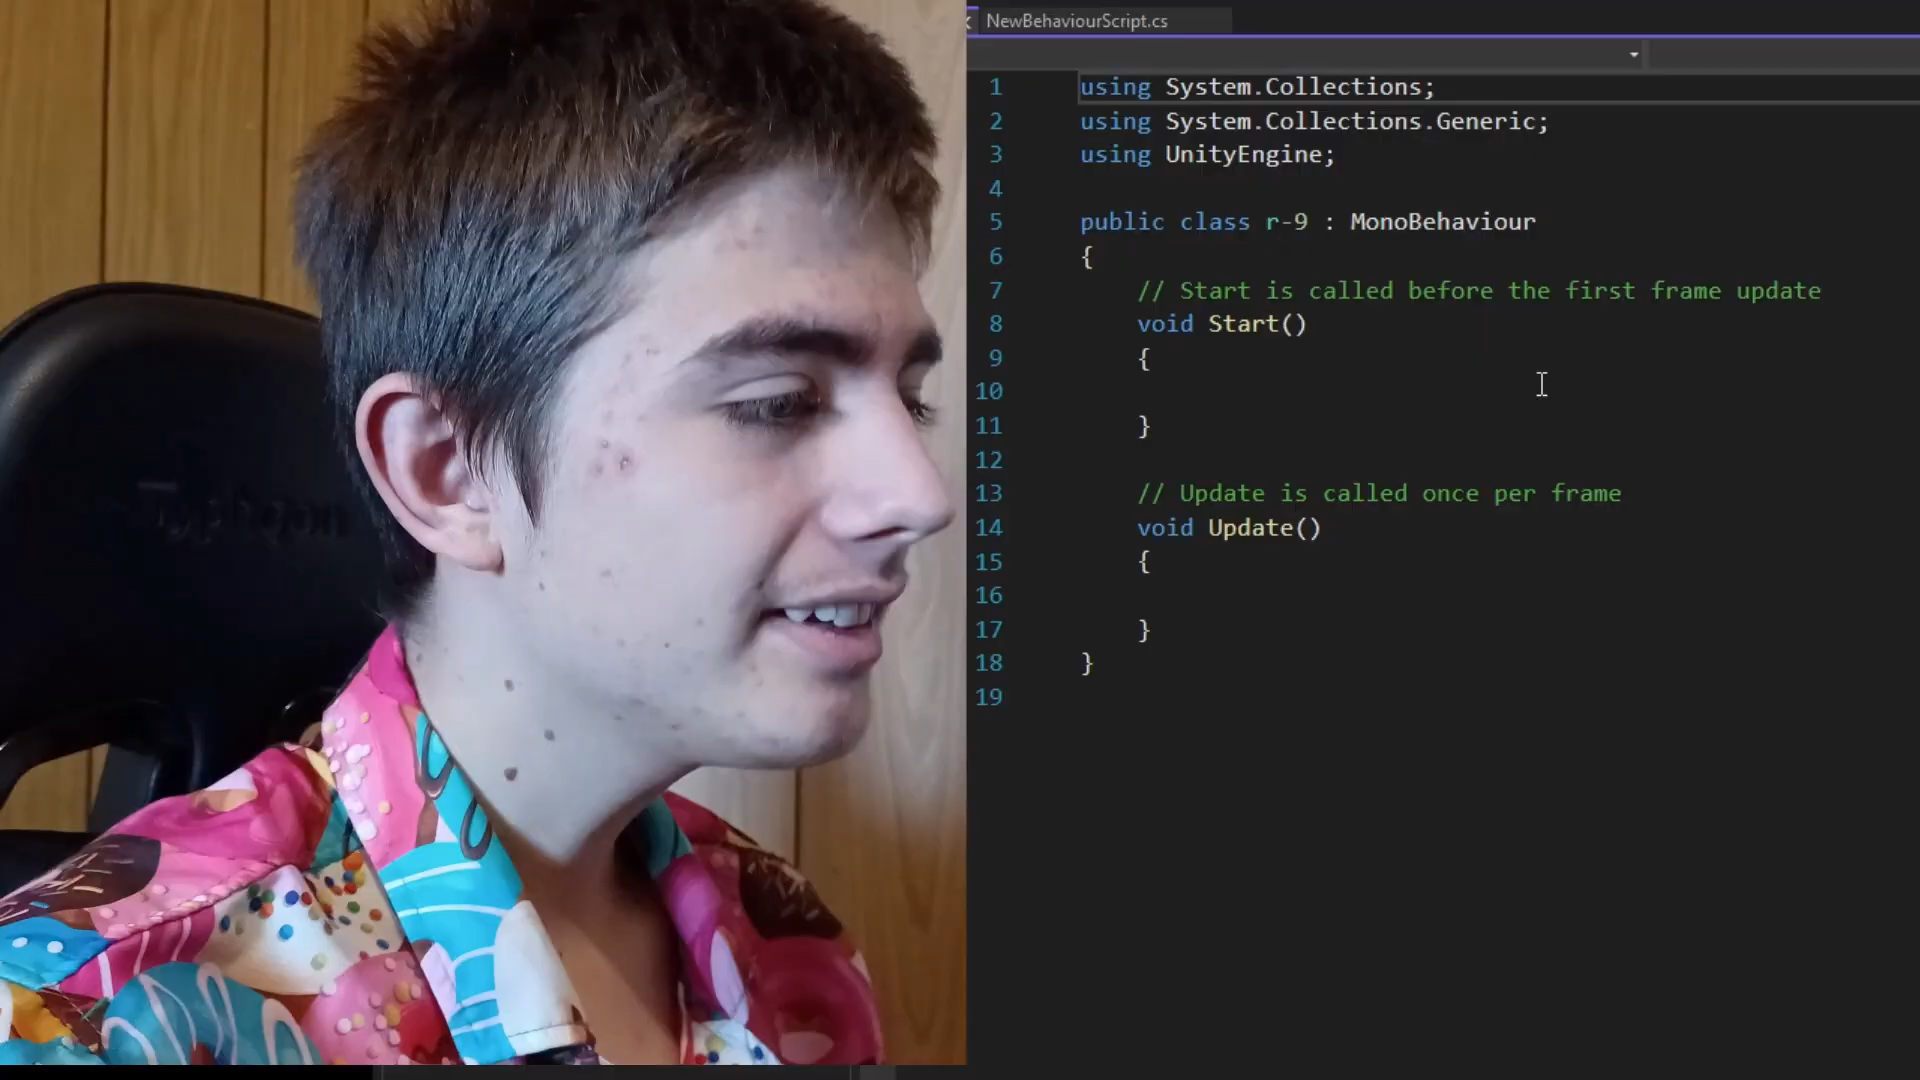 NewBehaviourScript.cs
1 using System.Collections;
2 using System.Collections.Generic;
3 using UnityEngine;
4
5 public class r-9 : MonoBehaviour
6 {
7 // Start is called before the first frame update
8 void Start()
9 {
10
11 }
12
13 // Update is called once per frame
14 void Update()
15 {
16
17 }
18 }
19